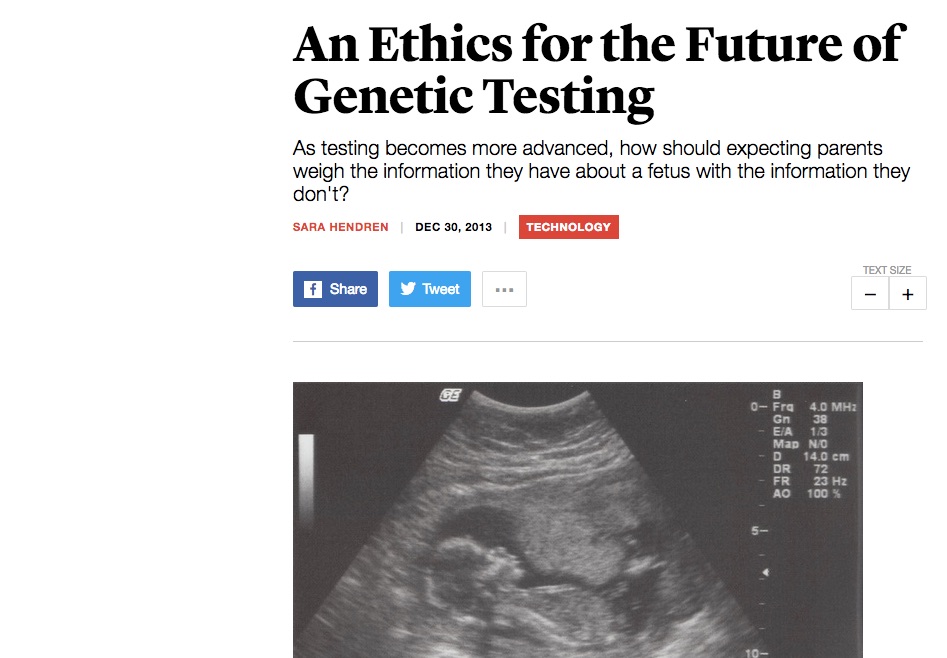 An Ethics for the Future of
Genetic Testing
As testing becomes more advanced, how should expecting parents
weigh the information they have about a fetus with the information they
don't?
SARA HENDREN | DEC 30, 2013 | TECHNOLOGY
Share Tweet ...
TEXT SIZE
− +
GE
B
0− Frq 4.0 MHz
Gn 38
E/A 1/3
Map N/0
D 14.0 cm
DR 72
FR 23 Hz
AO 100 %
5−
10−